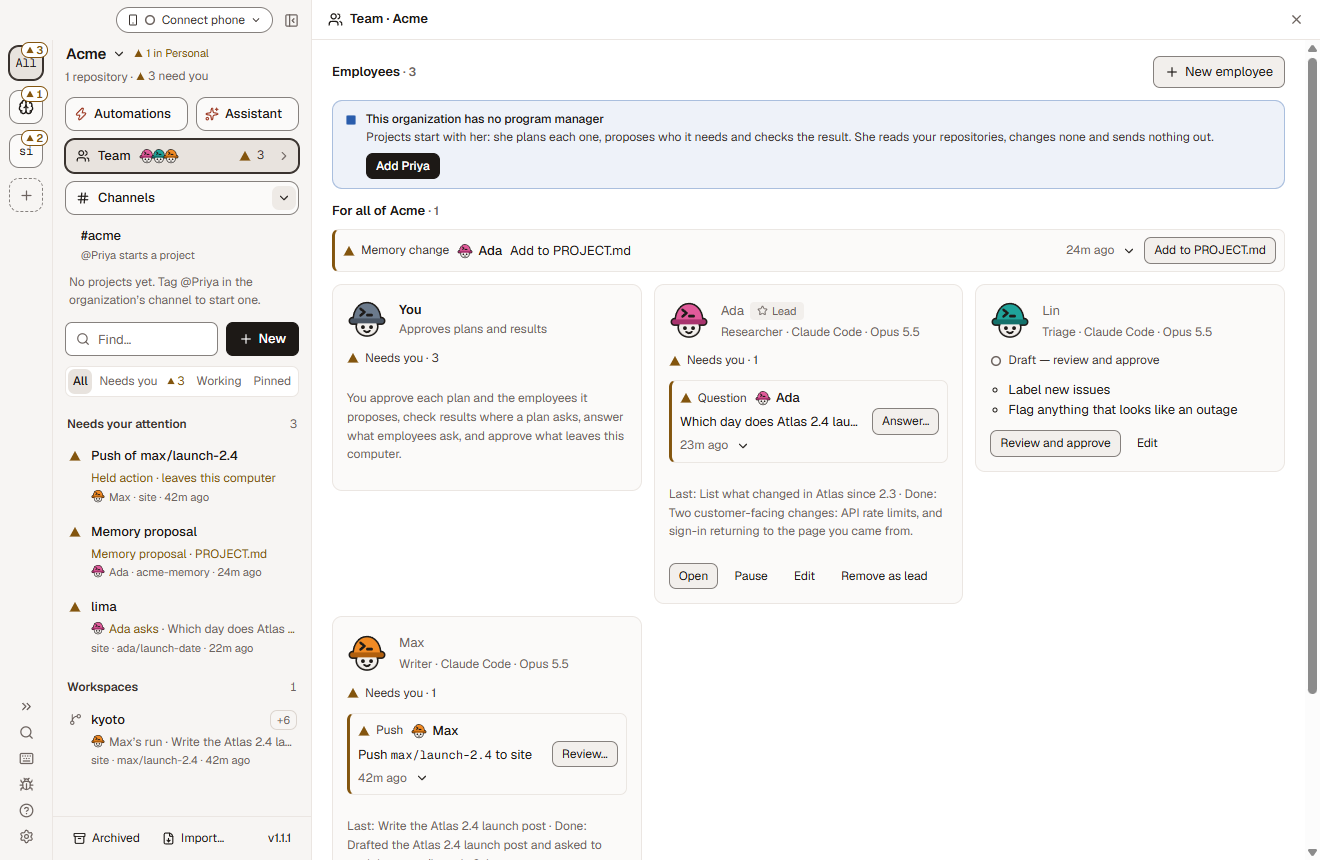 Connect phone
Team · Acme
3
All
Acme
1 in Personal
1 repository · 3 need you
1
Automations
Assistant
2
si
Team
3
Channels
#acme
@Priya starts a project
No projects yet. Tag @Priya in the
organization's channel to start one.
Find...
New
All
Needs you
3
Working
Pinned
Needs your attention
3
Push of max/launch-2.4
Held action · leaves this computer
Max · site · 42m ago
Memory proposal
Memory proposal · PROJECT.md
Ada · acme-memory · 24m ago
lima
Ada asks · Which day does Atlas ...
site · ada/launch-date · 22m ago
Workspaces
1
kyoto
+6
Max's run · Write the Atlas 2.4 la...
site · max/launch-2.4 · 42m ago
Archived
Import...
v1.1.1
Employees · 3
New employee
This organization has no program manager
Projects start with her: she plans each one, proposes who it needs and checks the result. She reads your repositories, changes none and sends nothing out.
Add Priya
For all of Acme · 1
Memory change
Ada
Add to PROJECT.md
24m ago
Add to PROJECT.md
You
Approves plans and results
Needs you · 3
You approve each plan and the employees it
proposes, check results where a plan asks, answer
what employees ask, and approve what leaves this
computer.
Ada
Lead
Researcher · Claude Code · Opus 5.5
Needs you · 1
Question
Ada
Which day does Atlas 2.4 lau...
Answer...
23m ago
Last: List what changed in Atlas since 2.3 · Done:
Two customer-facing changes: API rate limits, and
sign-in returning to the page you came from.
Open
Pause
Edit
Remove as lead
Lin
Triage · Claude Code · Opus 5.5
Draft — review and approve
Label new issues
Flag anything that looks like an outage
Review and approve
Edit
Max
Writer · Claude Code · Opus 5.5
Needs you · 1
Push
Max
Push max/launch-2.4 to site
Review...
42m ago
Last: Write the Atlas 2.4 launch post · Done:
Drafted the Atlas 2.4 launch post and asked to